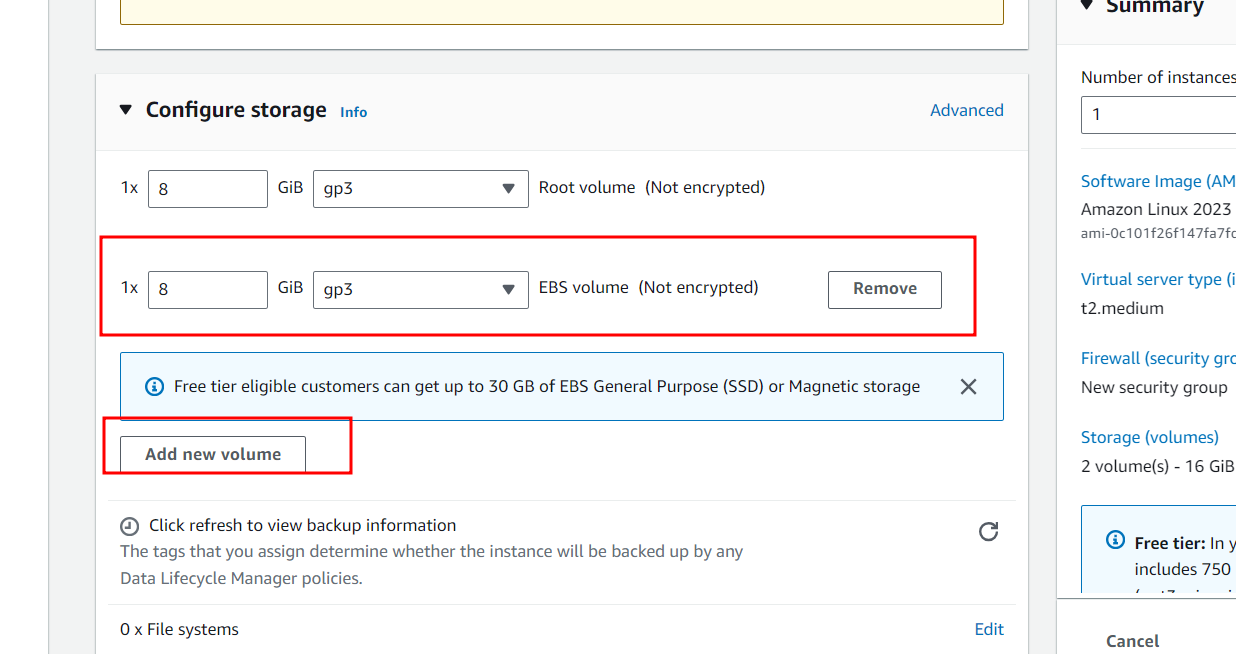 Configure storage Info
Advanced
1x 8 GiB gp3 Root volume (Not encrypted)
1x 8 GiB gp3 EBS volume (Not encrypted) Remove
Free tier eligible customers can get up to 30 GB of EBS General Purpose (SSD) or Magnetic storage
Add new volume
Click refresh to view backup information
The tags that you assign determine whether the instance will be backed up by any
Data Lifecycle Manager policies.
0 x File systems
Edit
Summary
Number of instances
1
Software Image (AM
Amazon Linux 2023
ami-0c101f26f147fa7fd
Virtual server type (i
t2.medium
Firewall (security gro
New security group
Storage (volumes)
2 volume(s) - 16 GiB
Free tier: In y
includes 750
Cancel